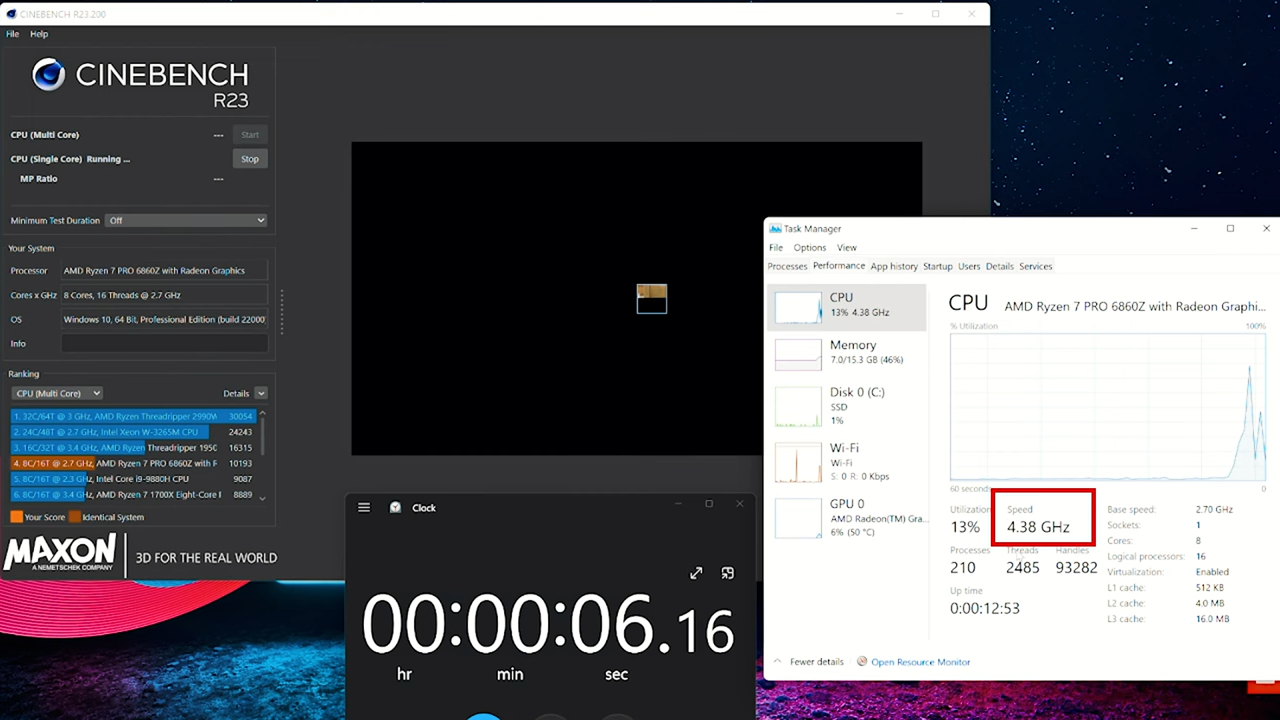 CINEBENCH R23.200
File Help
CINEBENCH
R23
CPU (Multi Core) --- Start
CPU (Single Core) Running ... Stop
MP Ratio ---
Minimum Test Duration Off
Your System
Processor AMD Ryzen 7 PRO 6860Z with Radeon Graphics
Cores x GHz 8 Cores, 16 Threads @ 2.7 GHz
OS Windows 10, 64 Bit, Professional Edition (build 22000
Info
Ranking
CPU (Multi Core) Details
1. 32C/64T @ 3 GHz, AMD Ryzen Threadripper 2990W 30054
2. 24C/48T @ 2.7 GHz, Intel Xeon W-3265M CPU 24243
3. 16C/32T @ 3.4 GHz, AMD Ryzen Threadripper 195C 16315
4. 8C/16T @ 2.7 GHz, AMD Ryzen 7 PRO 6860Z with F 10193
5. 8C/16T @ 2.3 GHz, Intel Core i9-9880H CPU 9087
6. 8C/16T @ 3.4 GHz, AMD Ryzen 7 1700X Eight-Core I 8889
Your Score Identical System
MAXON
A NEMETSCHEK COMPANY
3D FOR THE REAL WORLD
Clock
00:00:06.16
hr min sec
Task Manager
File Options View
Processes Performance App history Startup Users Details Services
CPU
13% 4.38 GHz
Memory
7.0/15.3 GB (46%)
Disk 0 (C:)
SSD
1%
Wi-Fi
Wi-Fi
S: 0 R: 0 Kbps
GPU 0
AMD Radeon(TM) Gra...
6% (50 °C)
CPU AMD Ryzen 7 PRO 6860Z with Radeon Graphi...
% Utilization 100%
60 seconds 0
Utilization Speed
13% 4.38 GHz
Processes Threads Handles
210 2485 93282
Up time
0:00:12:53
Base speed: 2.70 GHz
Sockets: 1
Cores: 8
Logical processors: 16
Virtualization: Enabled
L1 cache: 512 KB
L2 cache: 4.0 MB
L3 cache: 16.0 MB
Fewer details Open Resource Monitor